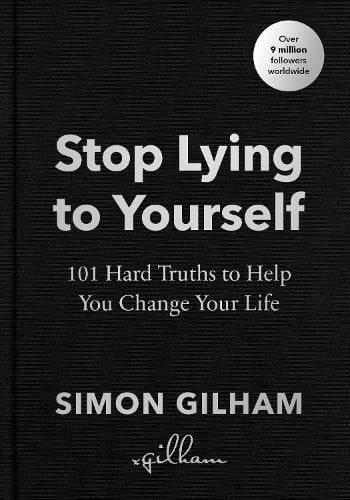 Over
9 million
followers
worldwide
Stop Lying
to Yourself
101 Hard Truths to Help
You Change Your Life
SIMON GILHAM
xgilham